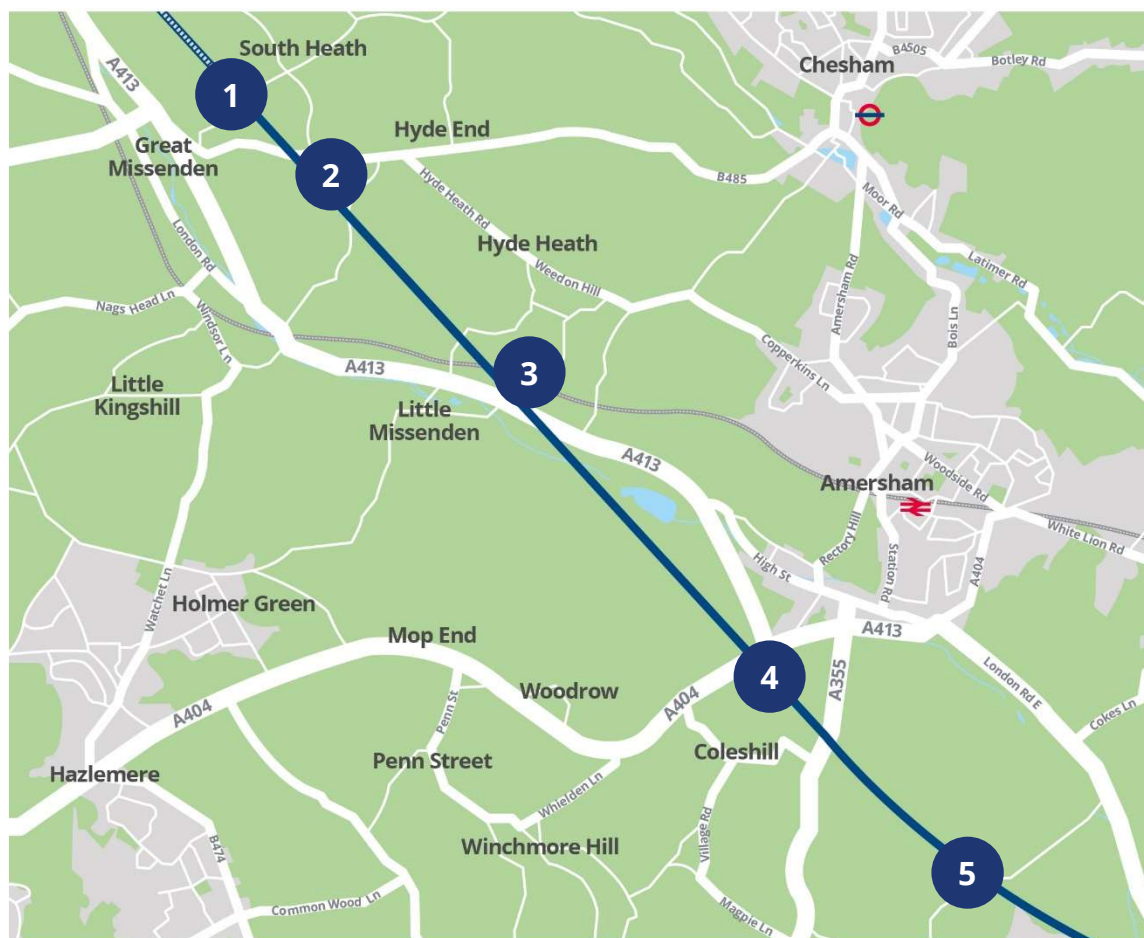 South Heath
B4505
Botley Rd
Chesham
A413
1
Hyde End
Great
Missenden
2
B485
Hyde Heath Rd
Moor Rd
London Rd
Hyde Heath
Weedon Hill
Latimer Rd
Amersham Rd
Nags Head Ln
Windsor Ln
Bois Ln
Copperkins Ln
A413
3
Little
Kingshill
Little
Missenden
A413
Woodside Rd
Amersham
Rectory Hill
White Lion Rd
High St
Station Rd
A404
Watchet Ln
Holmer Green
Mop End
A413
4
A355
London Rd E
Woodrow
Penn St
A404
A404
Cokes Ln
Coleshill
Penn Street
Hazlemere
Whielden Ln
Village Rd
Winchmore Hill
B474
5
Common Wood Ln
Magpie Ln